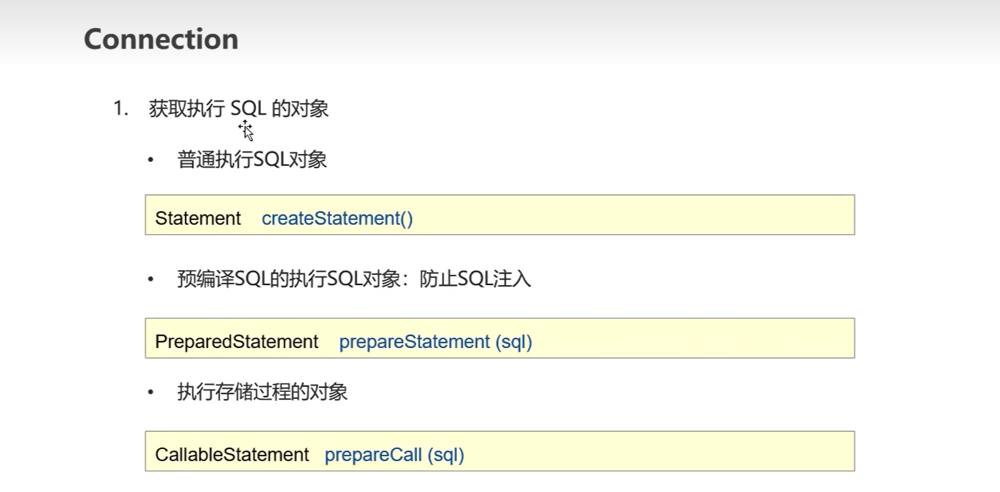 Connection
1. 获取执行 SQL 的对象
• 普通执行SQL对象
Statement createStatement()
• 预编译SQL的执行SQL对象：防止SQL注入
PreparedStatement prepareStatement (sql)
• 执行存储过程的对象
CallableStatement prepareCall (sql)